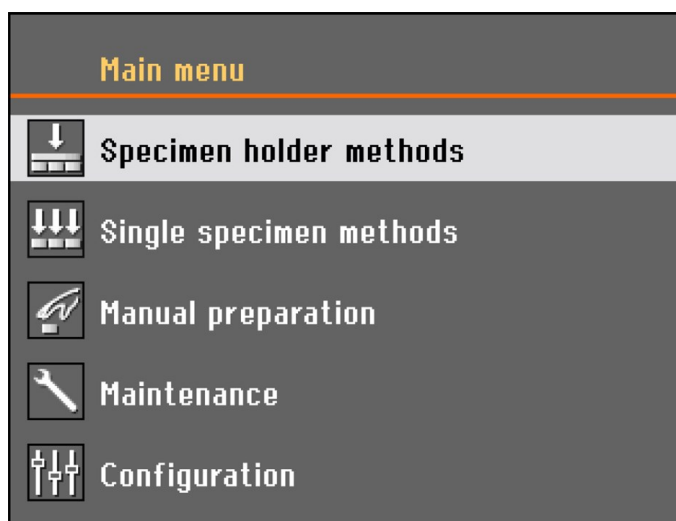 Main menu
Specimen holder methods
Single specimen methods
Manual preparation
Maintenance
Configuration